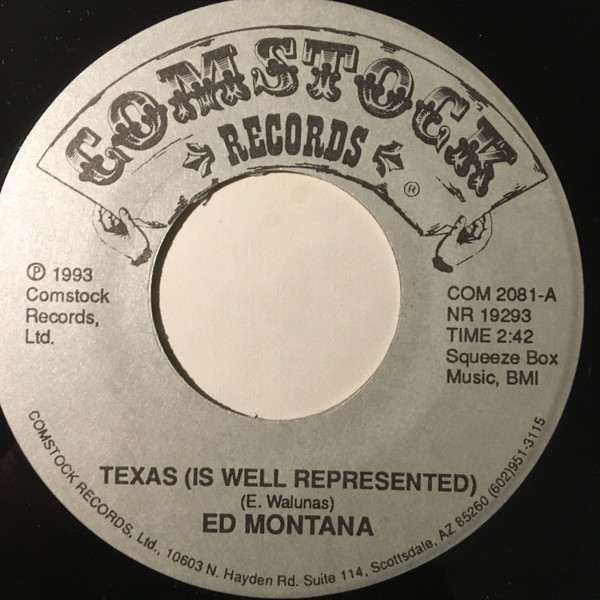 COMSTOCK
RECORDS
®
℗ 1993
Comstock
Records,
Ltd.
COM 2081-A
NR 19293
TIME 2:42
Squeeze Box
Music, BMI
TEXAS (IS WELL REPRESENTED)
(E. Walunas)
ED MONTANA
COMSTOCK RECORDS, Ltd., 10603 N. Hayden Rd. Suite 114, Scottsdale, AZ 85260 (602)951-3115